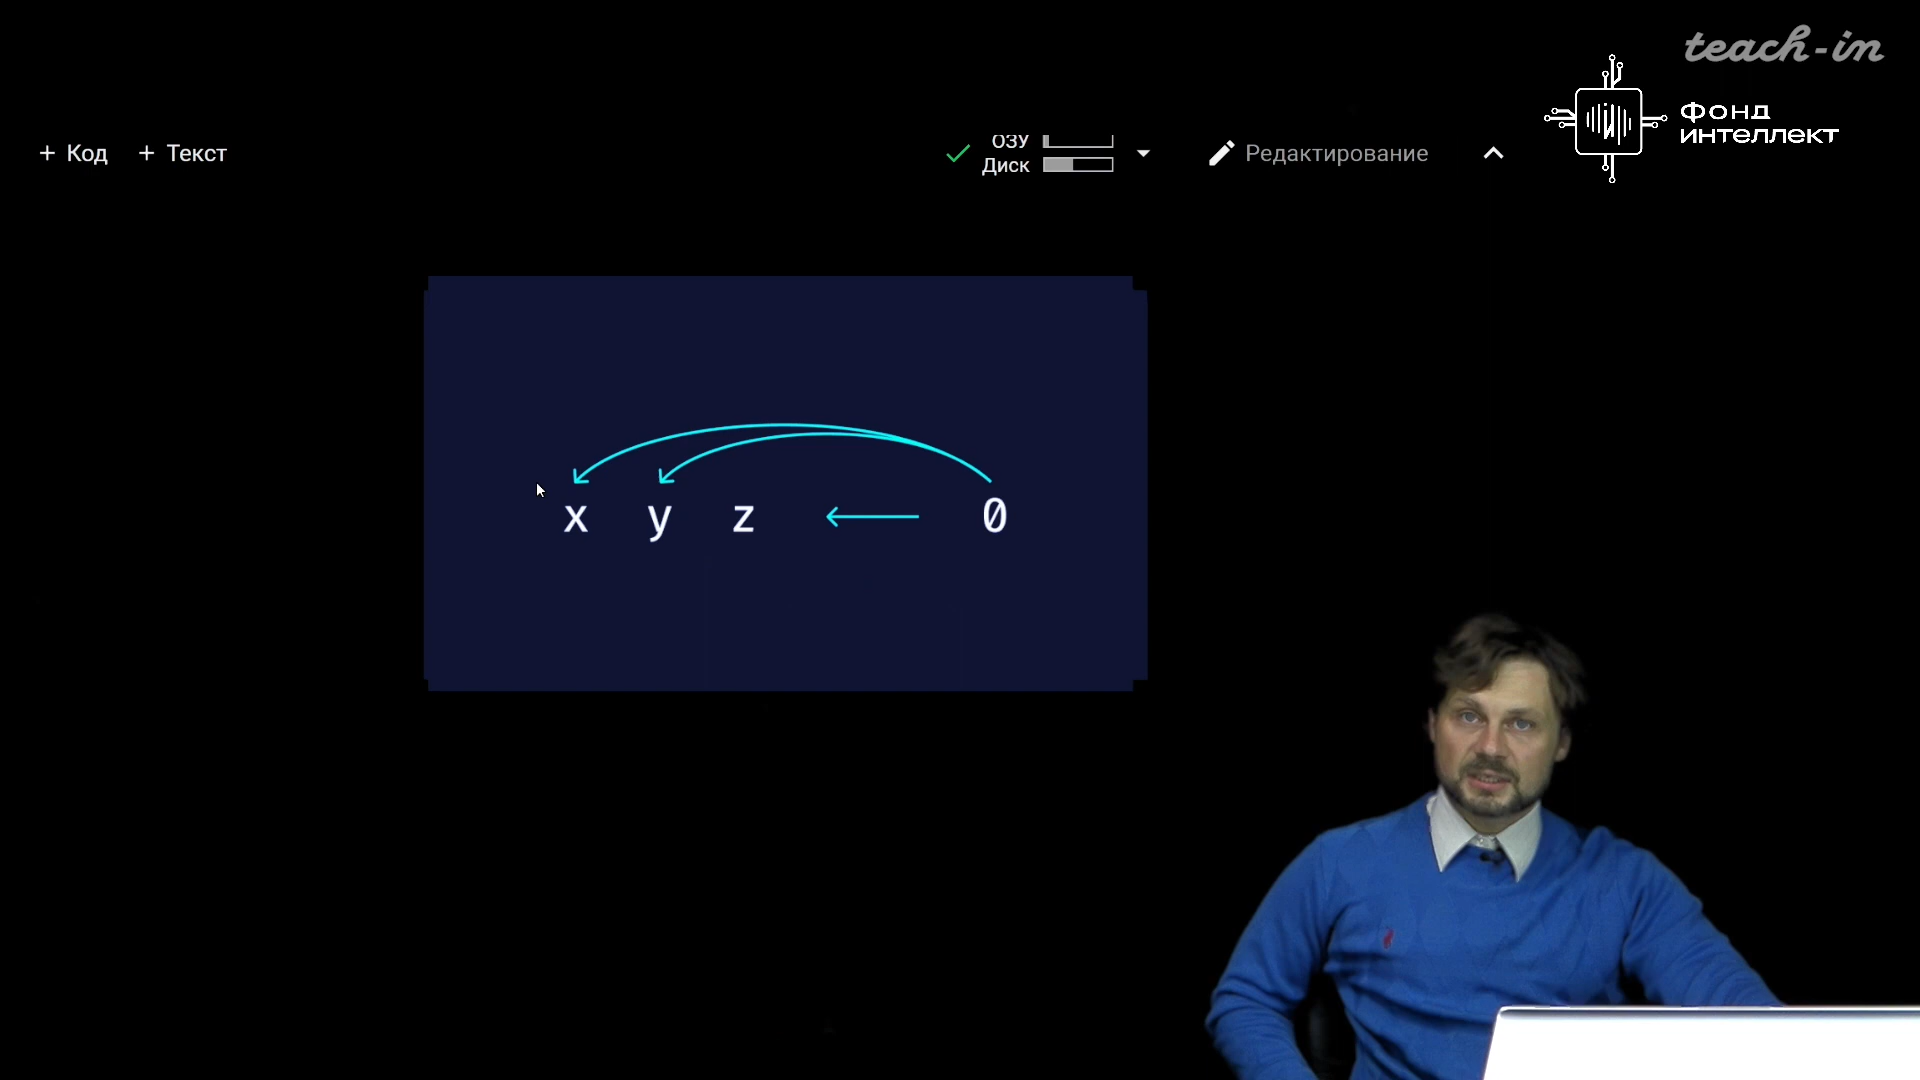 teach-in
ФОНД
ИНТЕЛЛЕКТ
+ Код + Текст
ОЗУ
Диск
Редактирование
x y z ← 0